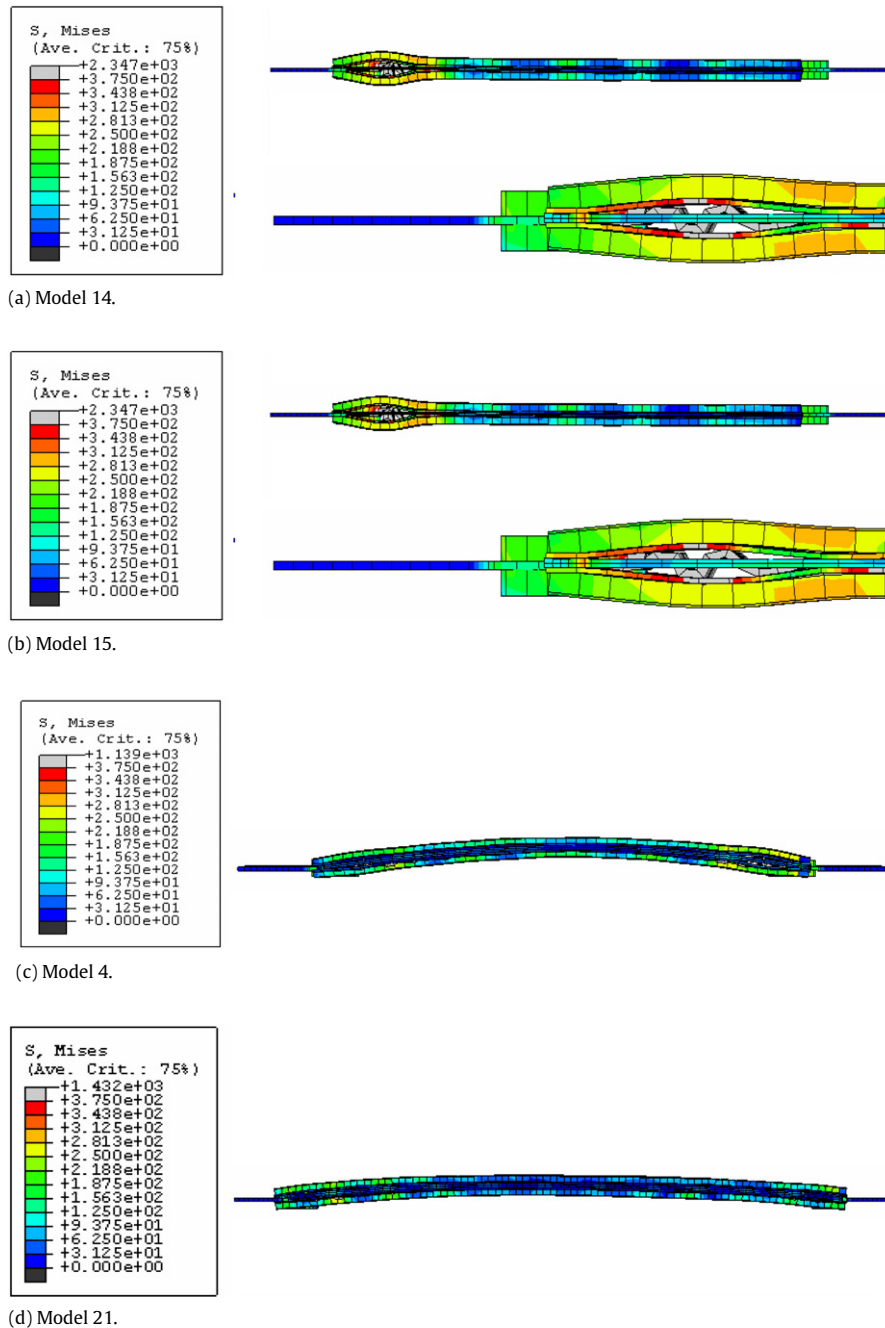 S, Mises
(Ave. Crit.: 75%)
+2.347e+03
+3.750e+02
+3.438e+02
+3.125e+02
+2.813e+02
+2.500e+02
+2.188e+02
+1.875e+02
+1.563e+02
+1.250e+02
+9.375e+01
+6.250e+01
+3.125e+01
+0.000e+00
(a) Model 14.
S, Mises
(Ave. Crit.: 75%)
+2.347e+03
+3.750e+02
+3.438e+02
+3.125e+02
+2.813e+02
+2.500e+02
+2.188e+02
+1.875e+02
+1.563e+02
+1.250e+02
+9.375e+01
+6.250e+01
+3.125e+01
+0.000e+00
(b) Model 15.
S, Mises
(Ave. Crit.: 75%)
+1.139e+03
+3.750e+02
+3.438e+02
+3.125e+02
+2.813e+02
+2.500e+02
+2.188e+02
+1.875e+02
+1.563e+02
+1.250e+02
+9.375e+01
+6.250e+01
+3.125e+01
+0.000e+00
(c) Model 4.
S, Mises
(Ave. Crit.: 75%)
+1.432e+03
+3.750e+02
+3.438e+02
+3.125e+02
+2.813e+02
+2.500e+02
+2.188e+02
+1.875e+02
+1.563e+02
+1.250e+02
+9.375e+01
+6.250e+01
+3.125e+01
+0.000e+00
(d) Model 21.